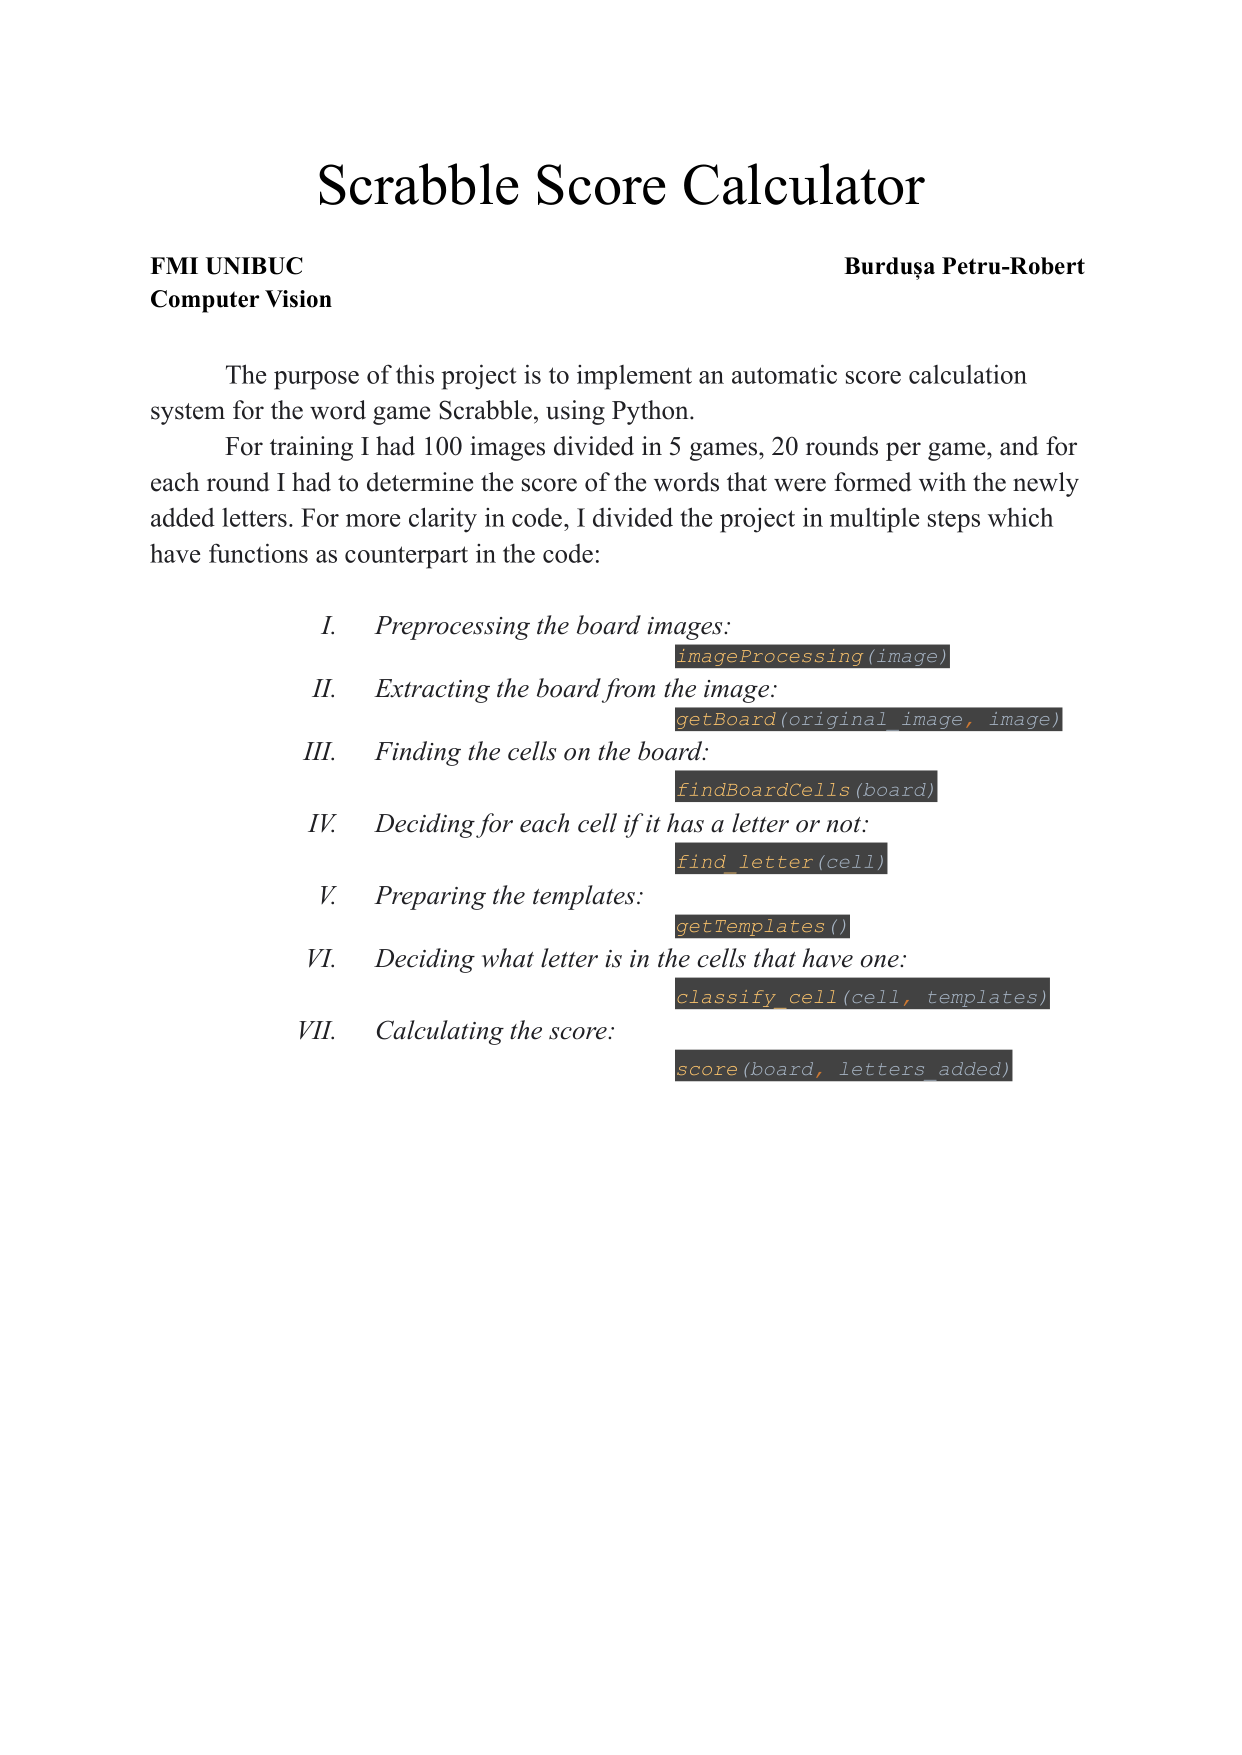 Scrabble Score Calculator
FMI UNIBUC
Burdușa Petru-Robert
Computer Vision
The purpose of this project is to implement an automatic score calculation
system for the word game Scrabble, using Python.
For training I had 100 images divided in 5 games, 20 rounds per game, and for
each round I had to determine the score of the words that were formed with the newly
added letters. For more clarity in code, I divided the project in multiple steps which
have functions as counterpart in the code:
I. Preprocessing the board images:
imageProcessing(image)
II. Extracting the board from the image:
getBoard(original_image, image)
III. Finding the cells on the board:
findBoardCells(board)
IV. Deciding for each cell if it has a letter or not:
find_letter(cell)
V. Preparing the templates:
getTemplates()
VI. Deciding what letter is in the cells that have one:
classify_cell(cell, templates)
VII. Calculating the score:
score(board, letters_added)